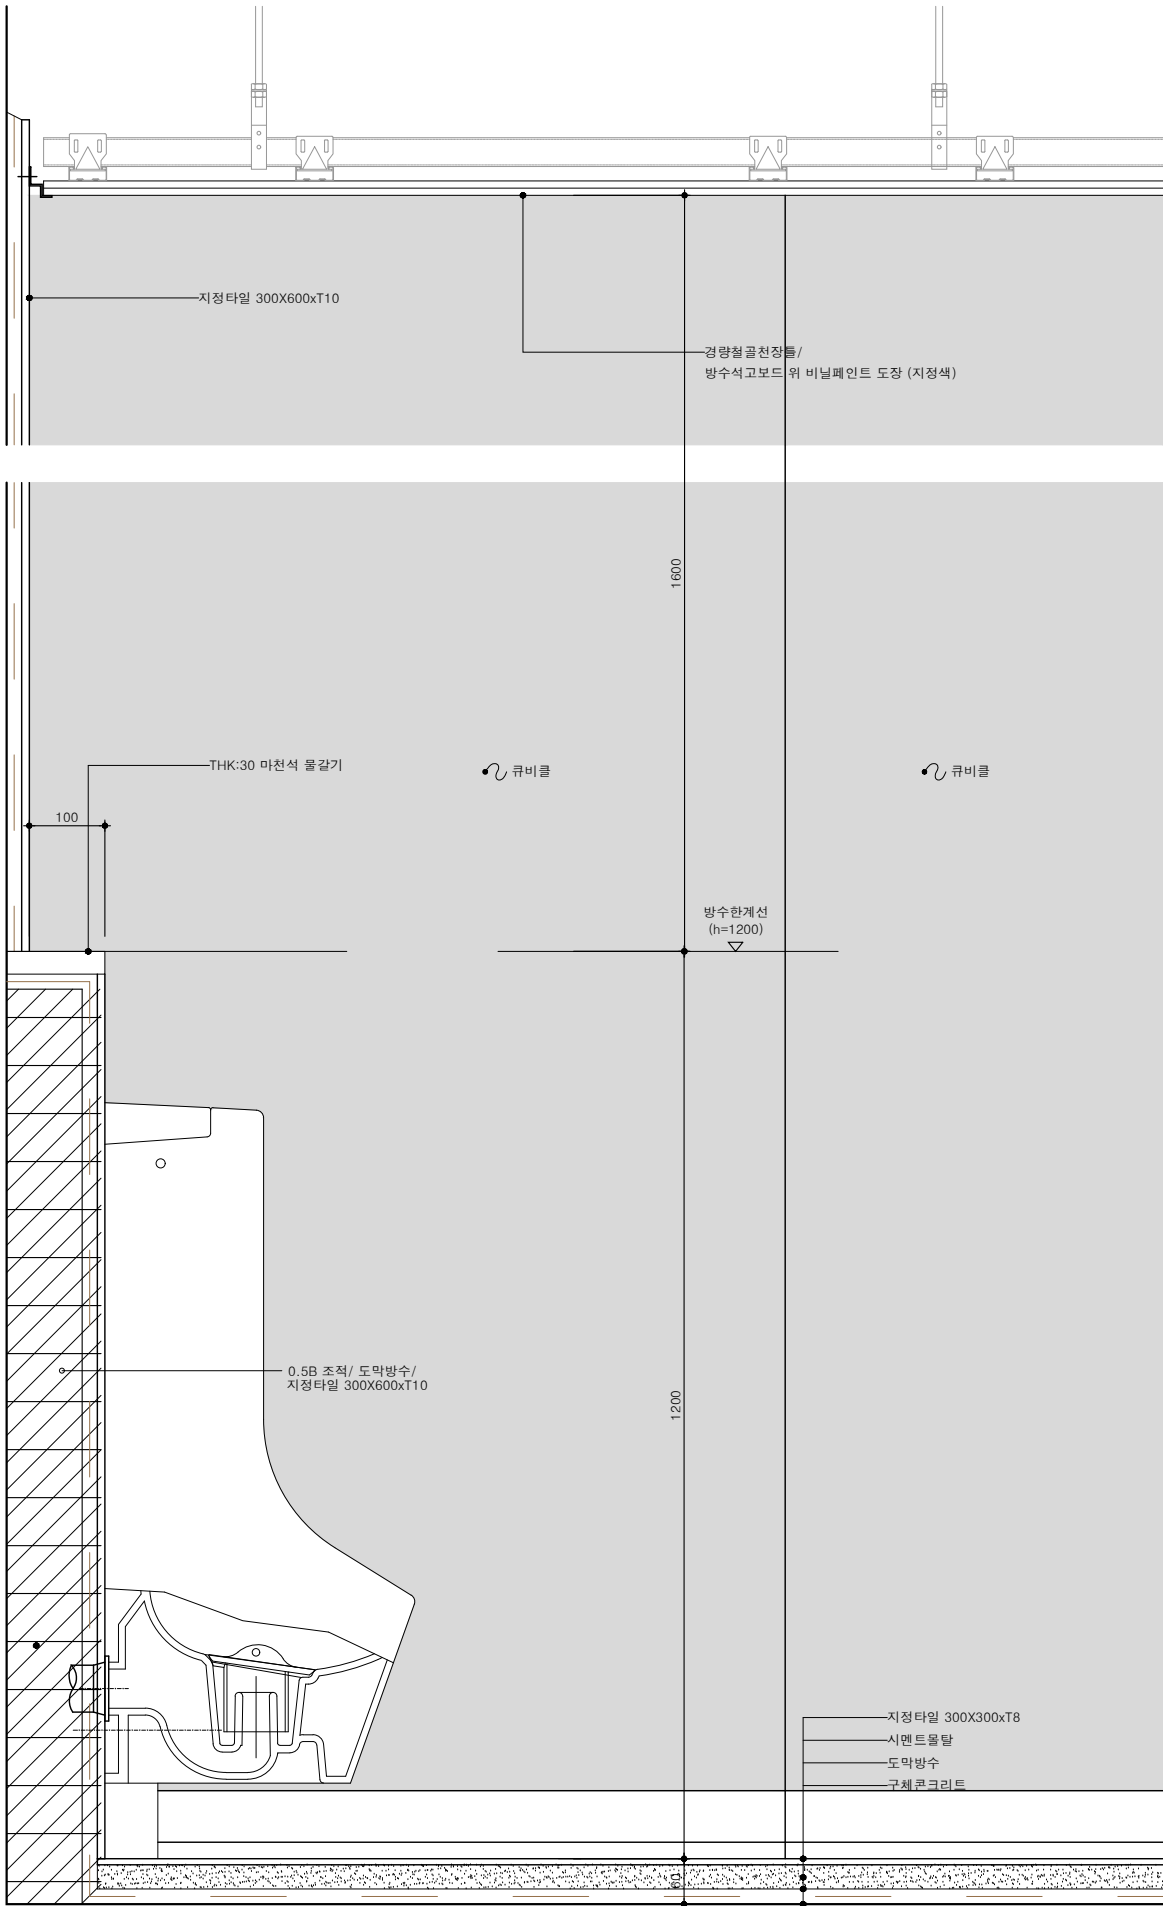 지정타일 300X600xT10
경량철골천장틀/
방수석고보드 위 비닐페인트 도장 (지정색)
1600
THK:30 마천석 물갈기
큐비클
큐비클
100
방수한계선
(h=1200)
0.5B 조적/ 도막방수/
지정타일 300X600xT10
1200
지정타일 300X300xT8
시멘트몰탈
도막방수
구체콘크리트
60